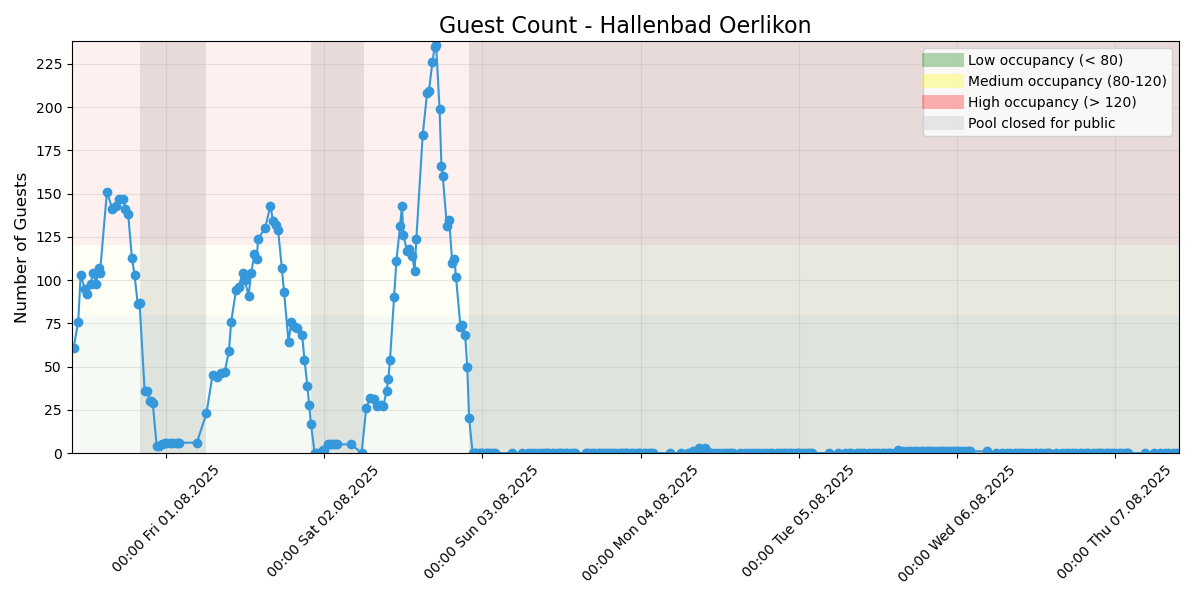 Guest Count - Hallenbad Oerlikon
Number of Guests
225
200
175
150
125
100
75
50
25
0
Low occupancy (< 80)
Medium occupancy (80-120)
High occupancy (> 120)
Pool closed for public
00:00 Fri 01.08.2025
00:00 Sat 02.08.2025
00:00 Sun 03.08.2025
00:00 Mon 04.08.2025
00:00 Tue 05.08.2025
00:00 Wed 06.08.2025
00:00 Thu 07.08.2025